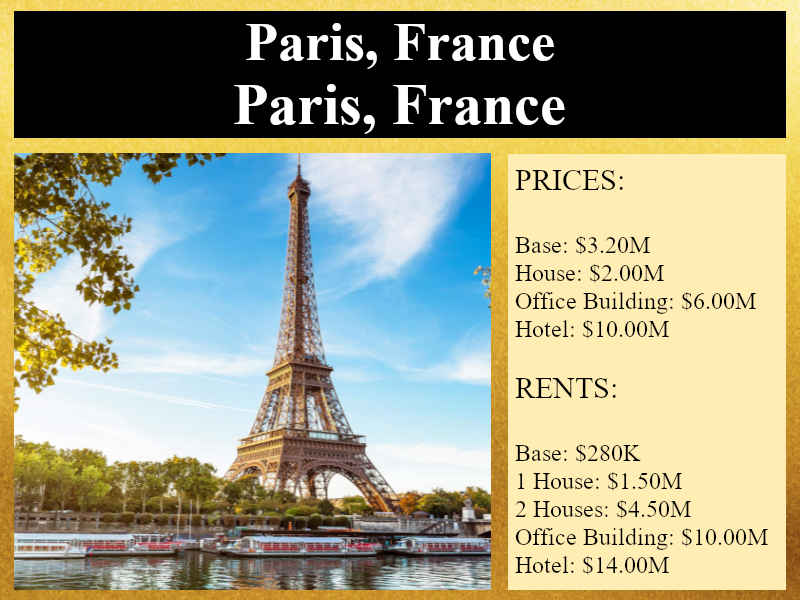 Paris, France
Paris, France
PRICES:
Base: $3.20M
House: $2.00M
Office Building: $6.00M
Hotel: $10.00M
RENTS:
Base: $280K
1 House: $1.50M
2 Houses: $4.50M
Office Building: $10.00M
Hotel: $14.00M